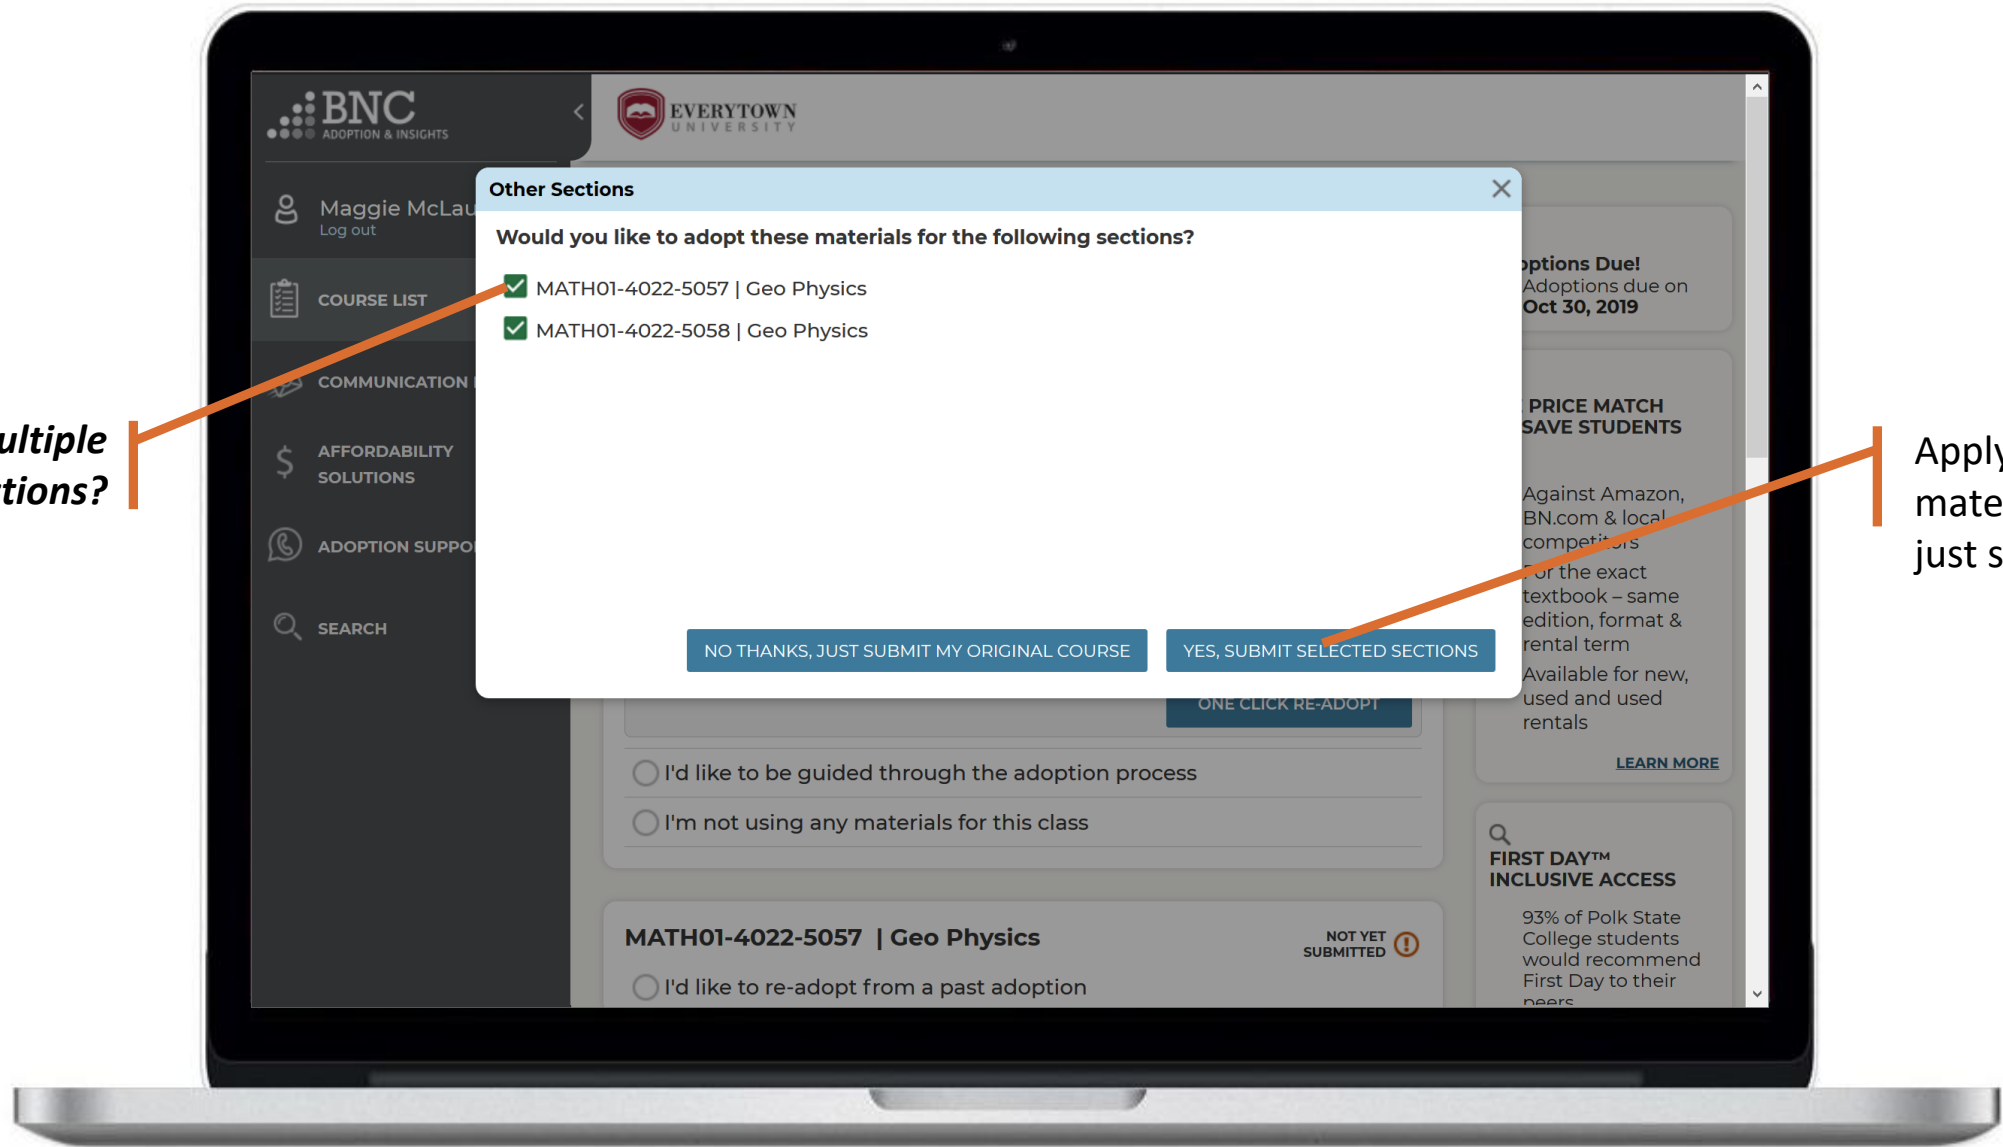 BNC
ADOPTION & INSIGHTS
EVERYTOWN
UNIVERSITY
Maggie
Log out
COURSE LIST
COMMUNICATION
AFFORDABILITY
SOLUTIONS
ADOPTION
SEARCH
Other Sections
Would you like to adopt these materials for the following sections?
MATH01-4022-5057 | Geo Physics
MATH01-4022-5058 | Geo Physics
NO THANKS, JUST SUBMIT MY ORIGINAL COURSE
YES, SUBMIT SELECTED SECTIONS
ONE CLICK RE-ADOPT
I'd like to be guided through the adoption process
I'm not using any materials for this class
MATH01-4022-5057 | Geo Physics
NOT YET
SUBMITTED
I'd like to re-adopt from a past adoption
Due!
Adoptions due on
Oct 30, 2019
PRICE MATCH
SAVE STUDENTS
Against Amazon,
BN.com & local
competitors
For the exact
textbook – same
edition, format &
rental term
Available for new,
used and used
rentals
LEARN MORE
FIRST DAY™
INCLUSIVE ACCESS
93% of Polk State
College students
would recommend
First Day to their
peers
Apply
just